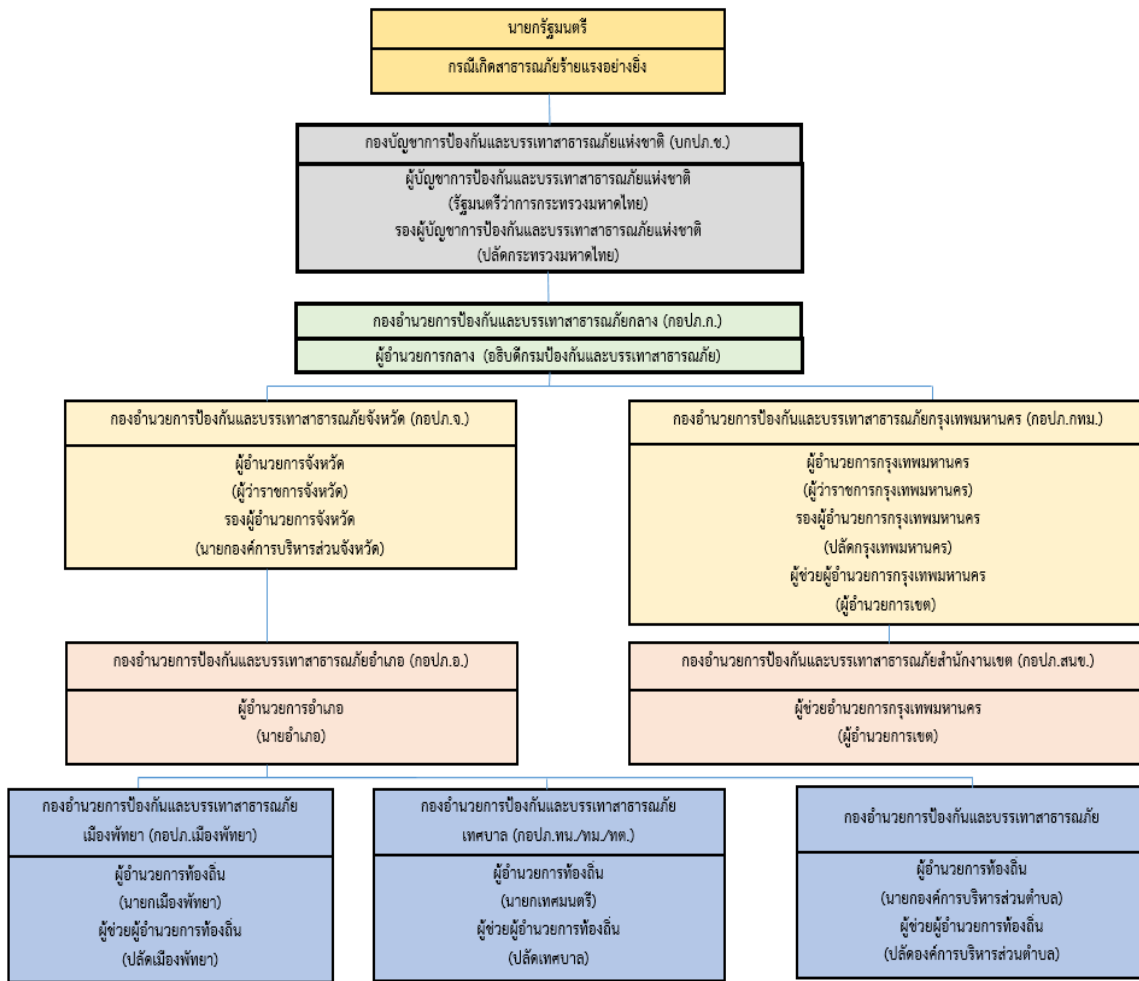 นายกรัฐมนตรี
กรณีเกิดสาธารณภัยร้ายแรงอย่างยิ่ง
กองบัญชาการป้องกันและบรรเทาสาธารณภัยแห่งชาติ (บกปภ.ช.)
ผู้บัญชาการป้องกันและบรรเทาสาธารณภัยแห่งชาติ
(รัฐมนตรีว่าการกระทรวงมหาดไทย)
รองผู้บัญชาการป้องกันและบรรเทาสาธารณภัยแห่งชาติ
(ปลัดกระทรวงมหาดไทย)
กองอำนวยการป้องกันและบรรเทาสาธารณภัยกลาง (กอปภ.ก.)
ผู้อำนวยการกลาง (อธิบดีกรมป้องกันและบรรเทาสาธารณภัย)
กองอำนวยการป้องกันและบรรเทาสาธารณภัยจังหวัด (กอปภ.จ.)
ผู้อำนวยการจังหวัด
(ผู้ว่าราชการจังหวัด)
รองผู้อำนวยการจังหวัด
(นายกองค์การบริหารส่วนจังหวัด)
กองอำนวยการป้องกันและบรรเทาสาธารณภัยกรุงเทพมหานคร (กอปภ.กทม.)
ผู้อำนวยการกรุงเทพมหานคร
(ผู้ว่าราชการกรุงเทพมหานคร)
รองผู้อำนวยการกรุงเทพมหานคร
(ปลัดกรุงเทพมหานคร)
ผู้ช่วยผู้อำนวยการกรุงเทพมหานคร
(ผู้อำนวยการเขต)
กองอำนวยการป้องกันและบรรเทาสาธารณภัยอำเภอ (กอปภ.อ.)
ผู้อำนวยการอำเภอ
(นายอำเภอ)
กองอำนวยการป้องกันและบรรเทาสาธารณภัยสำนักงานเขต (กอปภ.สนข.)
ผู้ช่วยอำนวยการกรุงเทพมหานคร
(ผู้อำนวยการเขต)
กองอำนวยการป้องกันและบรรเทาสาธารณภัย
เมืองพัทยา (กอปภ.เมืองพัทยา)
ผู้อำนวยการท้องถิ่น
(นายกเมืองพัทยา)
ผู้ช่วยผู้อำนวยการท้องถิ่น
(ปลัดเมืองพัทยา)
กองอำนวยการป้องกันและบรรเทาสาธารณภัย
เทศบาล (กอปภ.ทน./ทม./ทต.)
ผู้อำนวยการท้องถิ่น
(นายกเทศมนตรี)
ผู้ช่วยผู้อำนวยการท้องถิ่น
(ปลัดเทศบาล)
กองอำนวยการป้องกันและบรรเทาสาธารณภัย
ผู้อำนวยการท้องถิ่น
(นายกองค์การบริหารส่วนตำบล)
ผู้ช่วยผู้อำนวยการท้องถิ่น
(ปลัดองค์การบริหารส่วนตำบล)